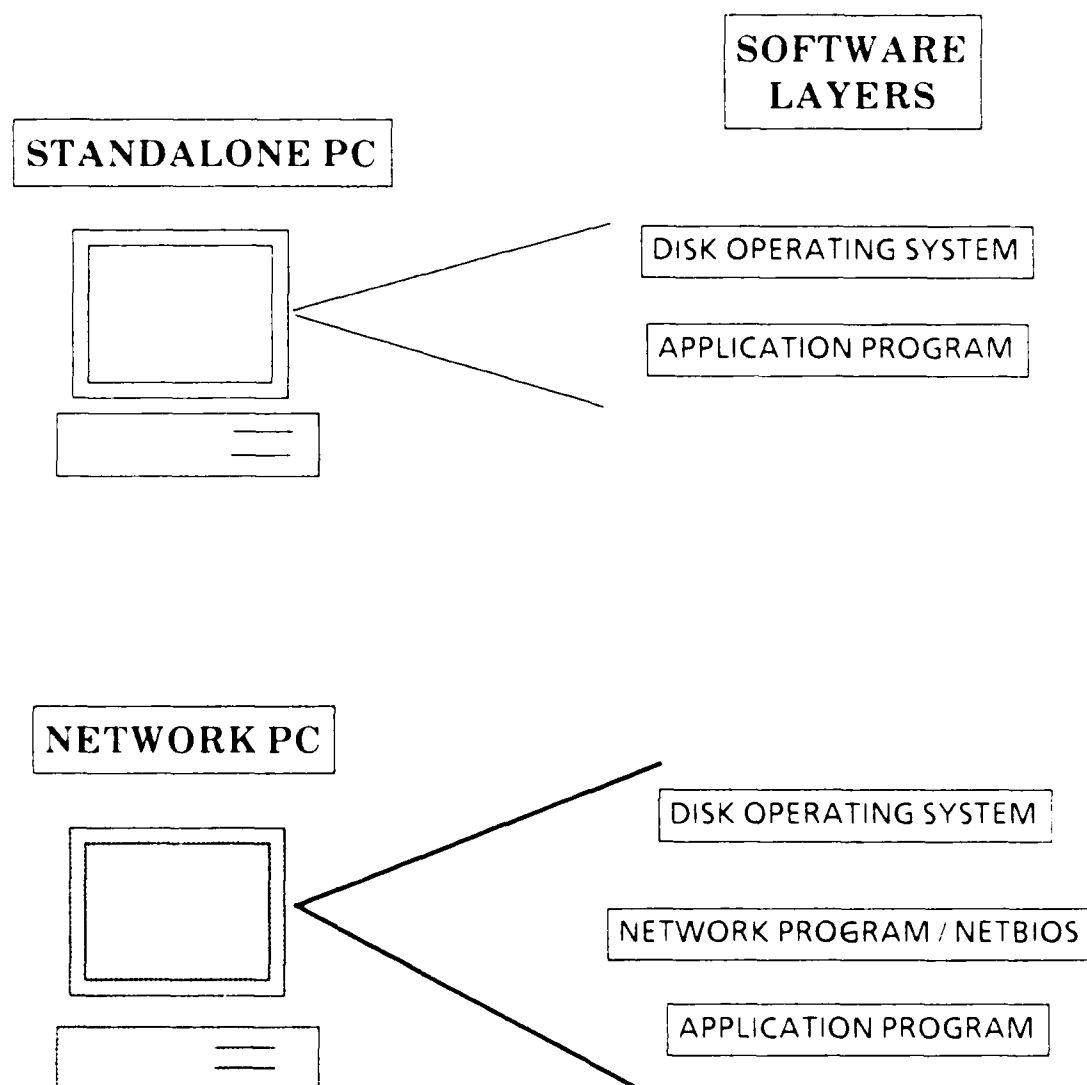 SOFTWARE
LAYERS
STANDALONE PC
DISK OPERATING SYSTEM
APPLICATION PROGRAM
NETWORK PC
DISK OPERATING SYSTEM
NETWORK PROGRAM / NETBIOS
APPLICATION PROGRAM